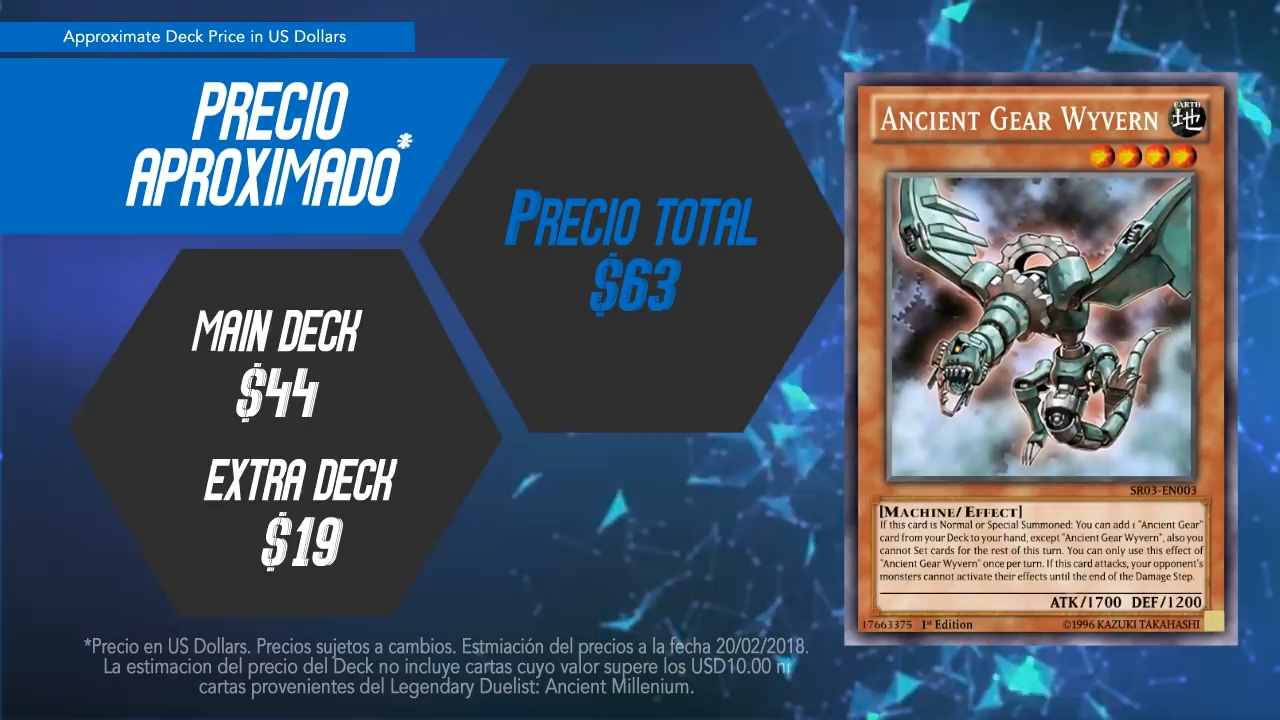 Approximate Deck Price in US Dollars
PRECIO
APROXIMADO*
PRECIO TOTAL
$63
MAIN DECK
$44
EXTRA DECK
$19
ANCIENT GEAR WYVERN
EARTH
地
SR03-EN003
[MACHINE/EFFECT]
If this card is Normal or Special Summoned: You can add 1 "Ancient Gear"
card from your Deck to your hand, except "Ancient Gear Wyvern", also you
cannot Set cards for the rest of this turn. You can only use this effect of
"Ancient Gear Wyvern" once per turn. If this card attacks, your opponent's
monsters cannot activate their effects until the end of the Damage Step.
ATK/1700 DEF/1200
17663375 1st Edition ©1996 KAZUKI TAKAHASHI
*Precio en US Dollars. Precios sujetos a cambios. Estmiación del precios a la fecha 20/02/2018.
La estimacion del precio del Deck no incluye cartas cuyo valor supere los USD10.00 ni
cartas provenientes del Legendary Duelist: Ancient Millenium.